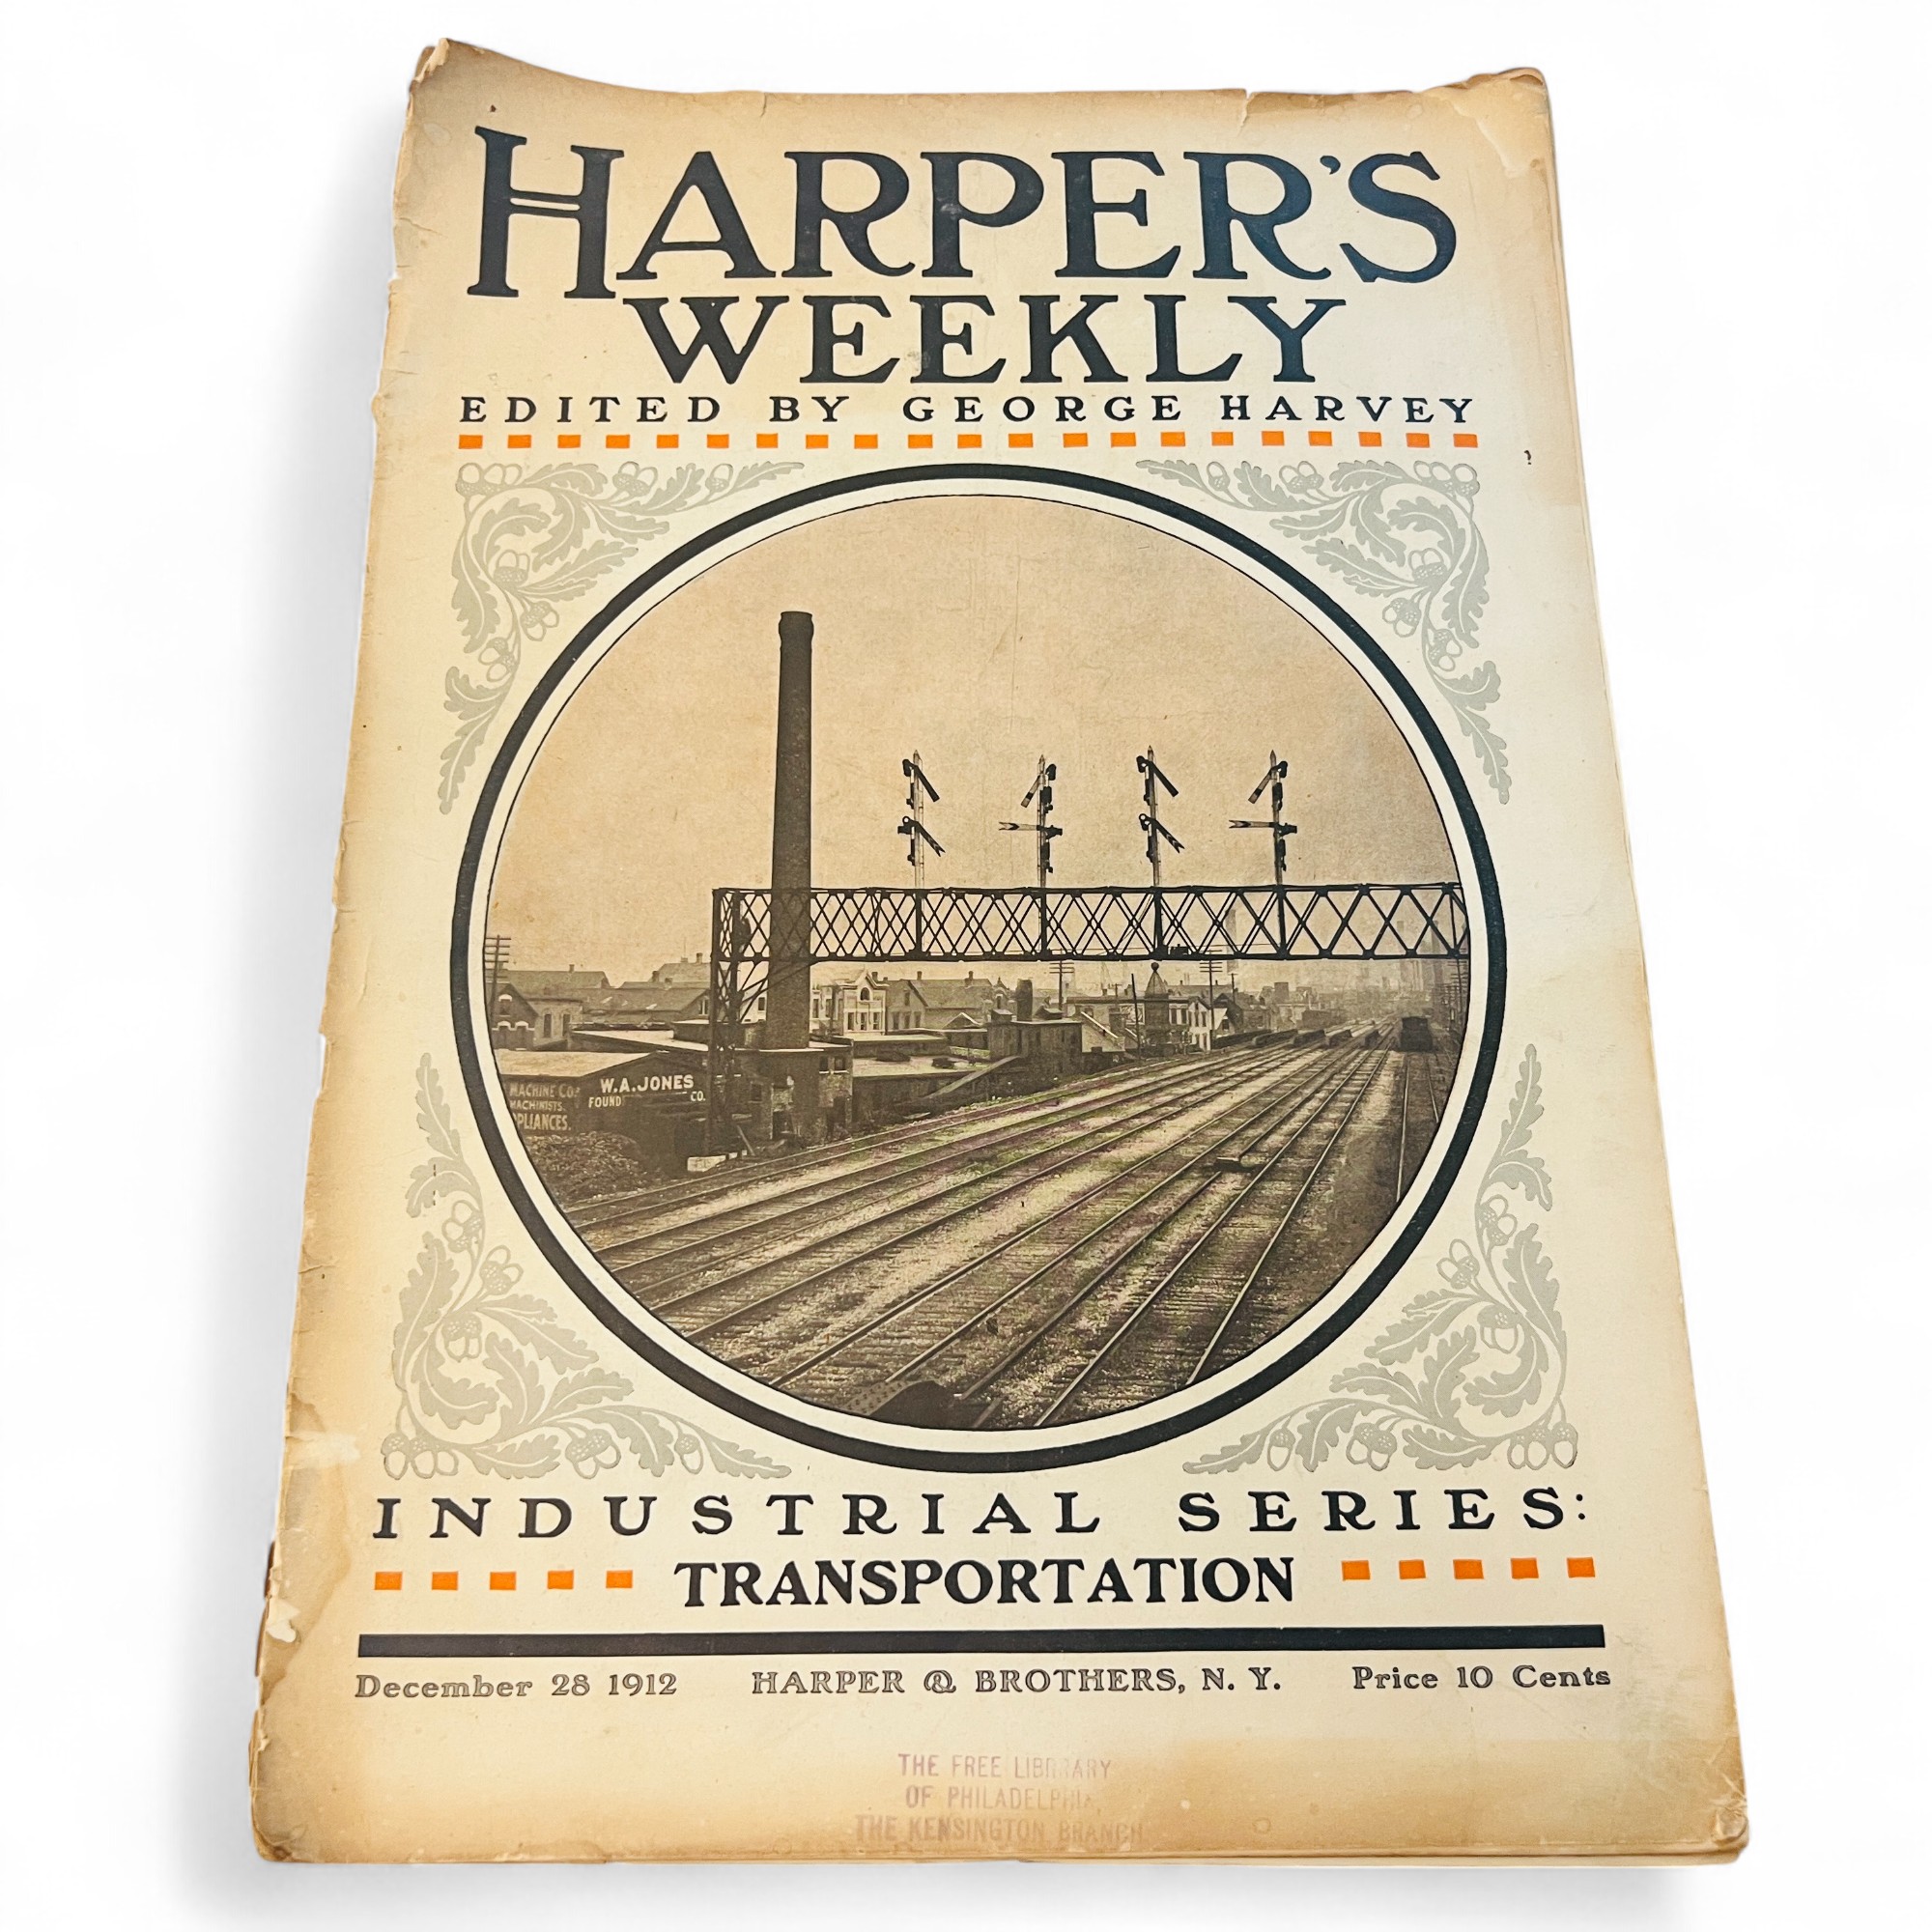 HARPER'S
WEEKLY
EDITED BY GEORGE HARVEY
MACHINE CO.
MACHINISTS.
PLIANCES.
W.A.JONES
FOUND CO.
INDUSTRIAL SERIES:
TRANSPORTATION
December 28 1912 HARPER & BROTHERS, N. Y. Price 10 Cents
THE FREE LIBRARY
OF PHILADELPHIA,
THE KENSINGTON BRANCH